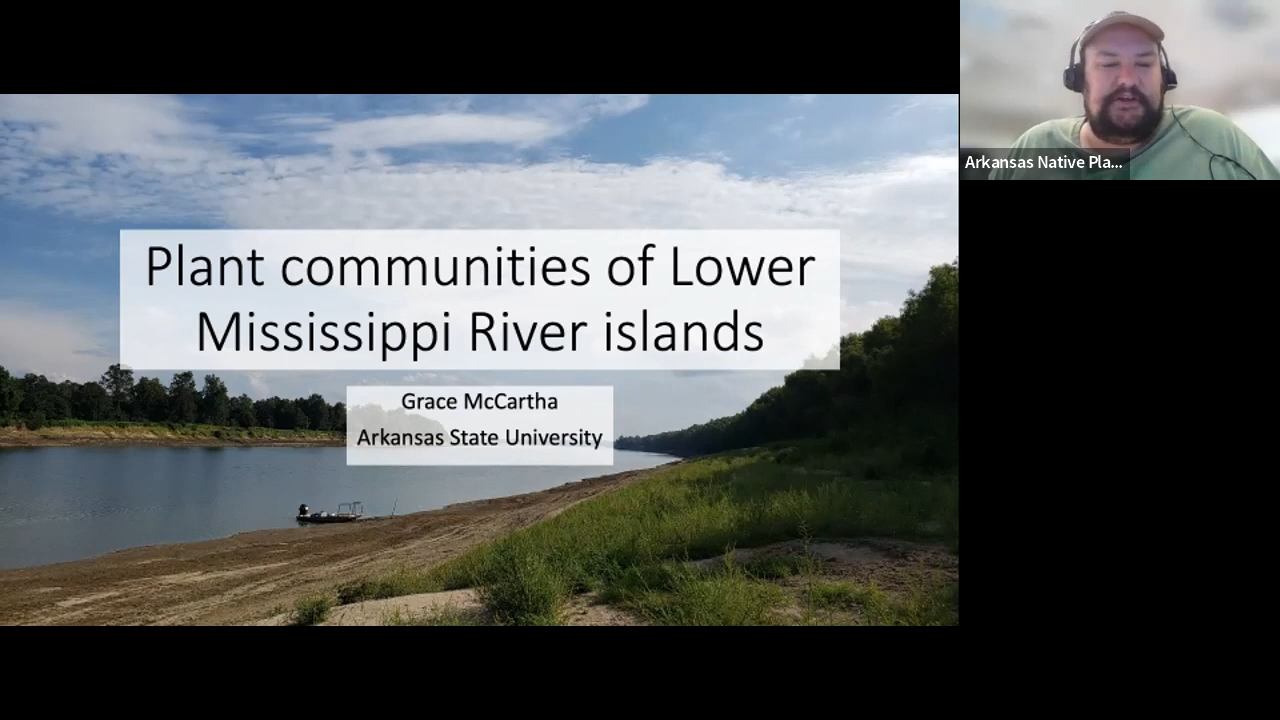 Plant communities of Lower
Mississippi River islands
Grace McCartha
Arkansas State University
Arkansas Native Pla...